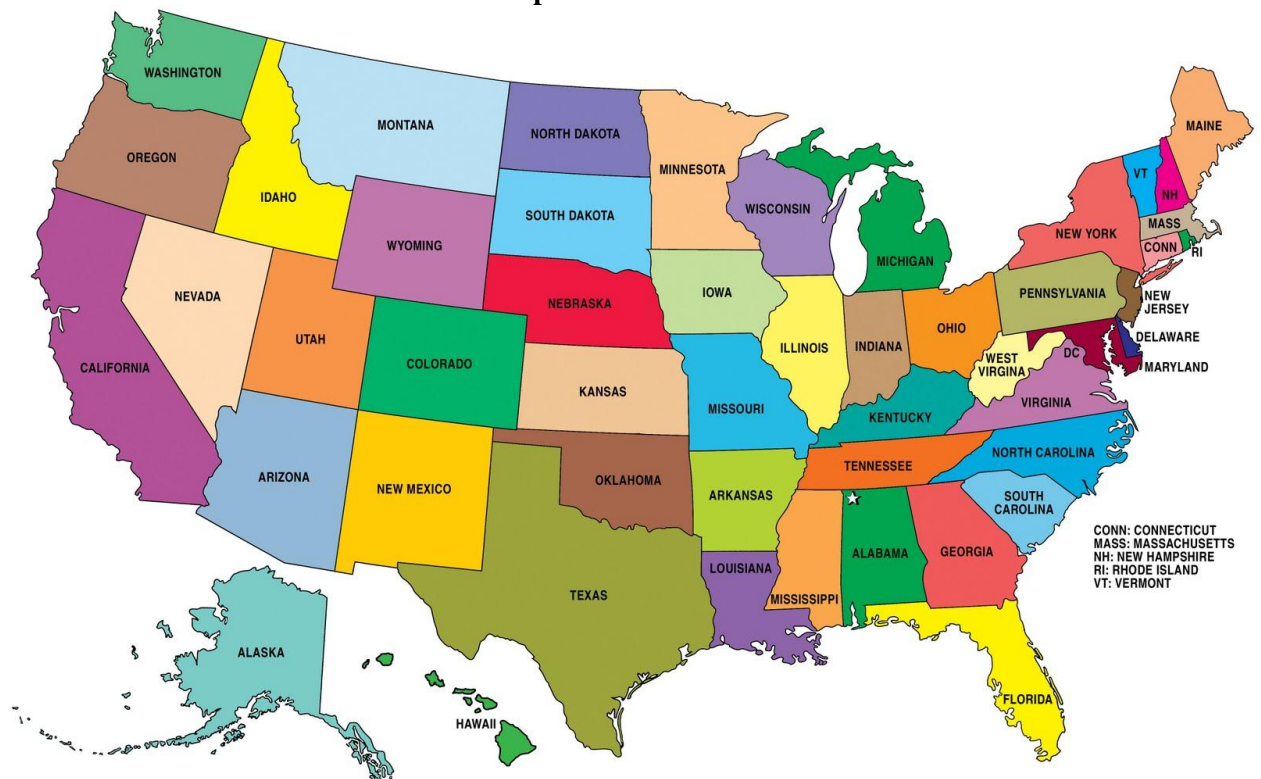 WASHINGTON
MONTANA
NORTH DAKOTA
MINNESOTA
MAINE
OREGON
IDAHO
SOUTH DAKOTA
WISCONSIN
VT
NH
WYOMING
MICHIGAN
NEW YORK
MASS
CONN
RI
NEVADA
NEBRASKA
IOWA
PENNSYLVANIA
NEW
JERSEY
UTAH
COLORADO
ILLINOIS
INDIANA
OHIO
DELAWARE
CALIFORNIA
KANSAS
MISSOURI
WEST
VIRGINA
DC
MARYLAND
KENTUCKY
VIRGINIA
ARIZONA
NEW MEXICO
OKLAHOMA
ARKANSAS
TENNESSEE
NORTH CAROLINA
SOUTH
CAROLINA
TEXAS
LOUISIANA
MISSISSIPPI
ALABAMA
GEORGIA
CONN: CONNECTICUT
MASS: MASSACHUSETTS
NH: NEW HAMPSHIRE
RI: RHODE ISLAND
VT: VERMONT
ALASKA
HAWAII
FLORIDA